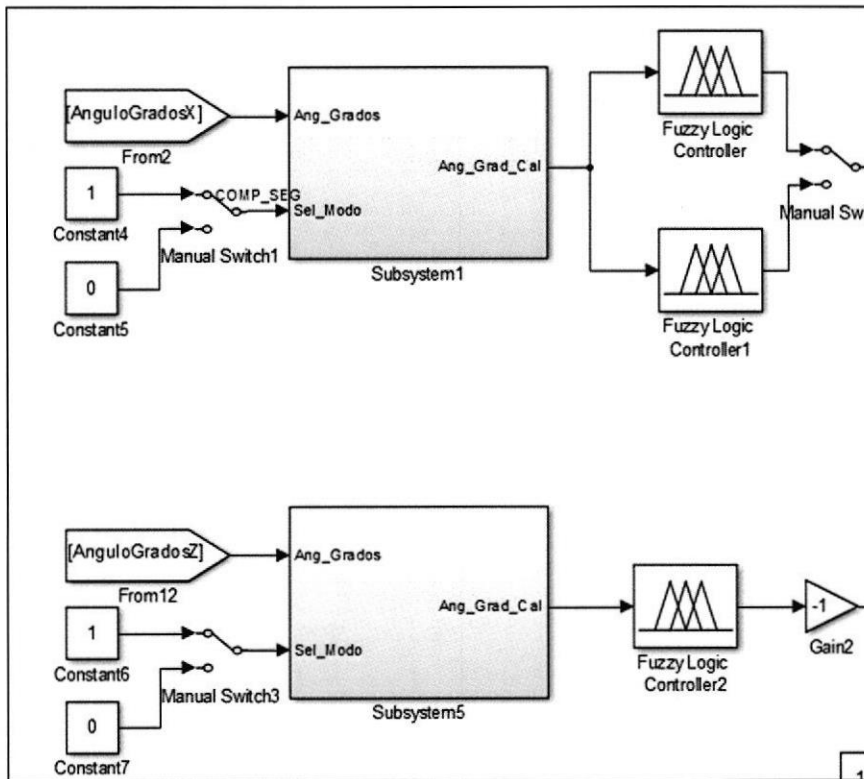 [AnguloGradosX]
From2
1
Constant4
0
Constant5
COMP_SEG
Manual Switch1
Ang_Grados
Sel_Modo
Ang_Grad_Cal
Subsystem1
Fuzzy Logic
Controller
Fuzzy Logic
Controller1
Manual Sw
[AnguloGradosZ]
From12
1
Constant6
0
Constant7
Manual Switch3
Ang_Grados
Sel_Modo
Ang_Grad_Cal
Subsystem5
Fuzzy Logic
Controller2
-1
Gain2